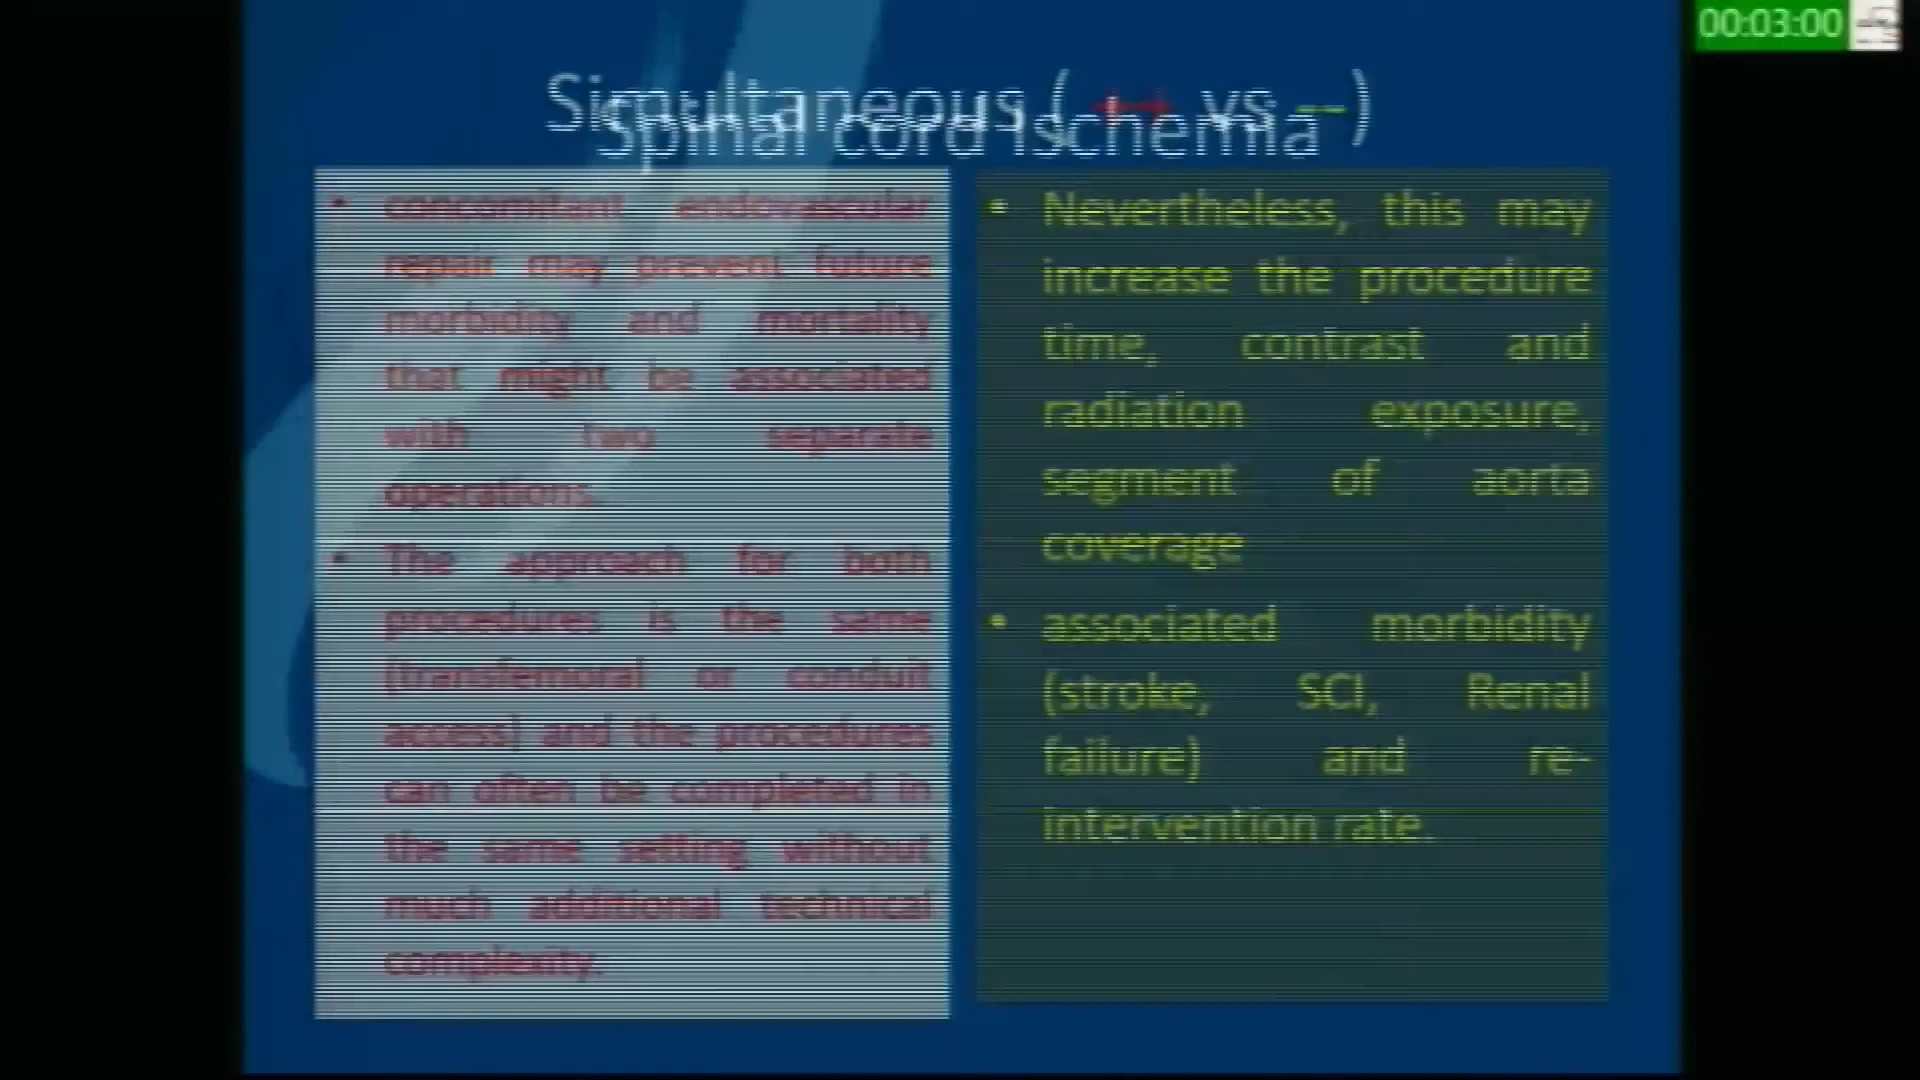 00:03:00
Simultaneous ( ++ vs -- )
Spinal cord Ischemia
• concomitant endovascular
repair may prevent future
morbidity and mortality
that might be associated
with two separate
operations.
• The approach for both
procedures is the same
(transfemoral or conduit
access) and the procedures
can often be completed in
the same setting without
much additional technical
complexity.
• Nevertheless, this may
increase the procedure
time, contrast and
radiation exposure,
segment of aorta
coverage
• associated morbidity
(stroke, SCI, Renal
failure) and re-
intervention rate.